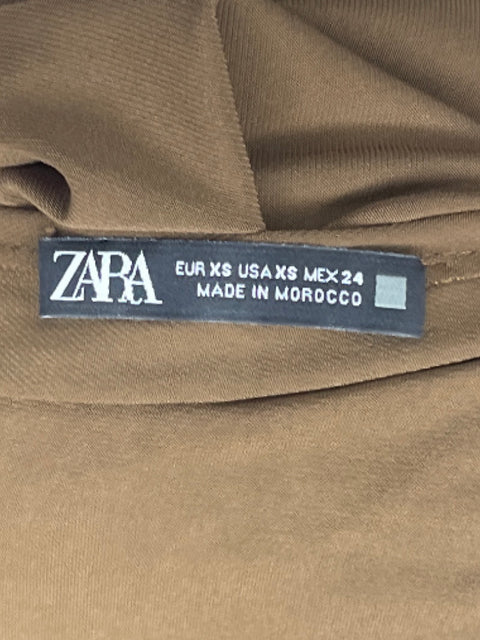 ZARA
EUR XS USA XS MEX 24
MADE IN MOROCCO